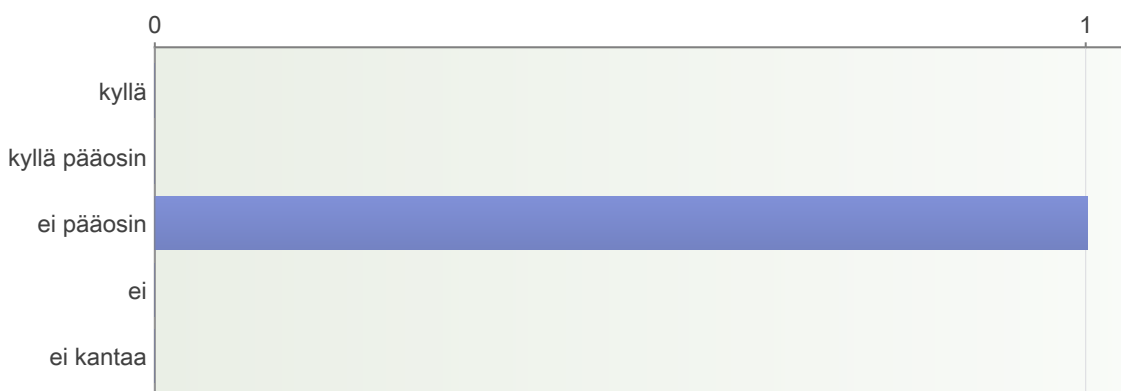 0 1
kyllä
kyllä pääosin
ei pääosin
ei
ei kantaa